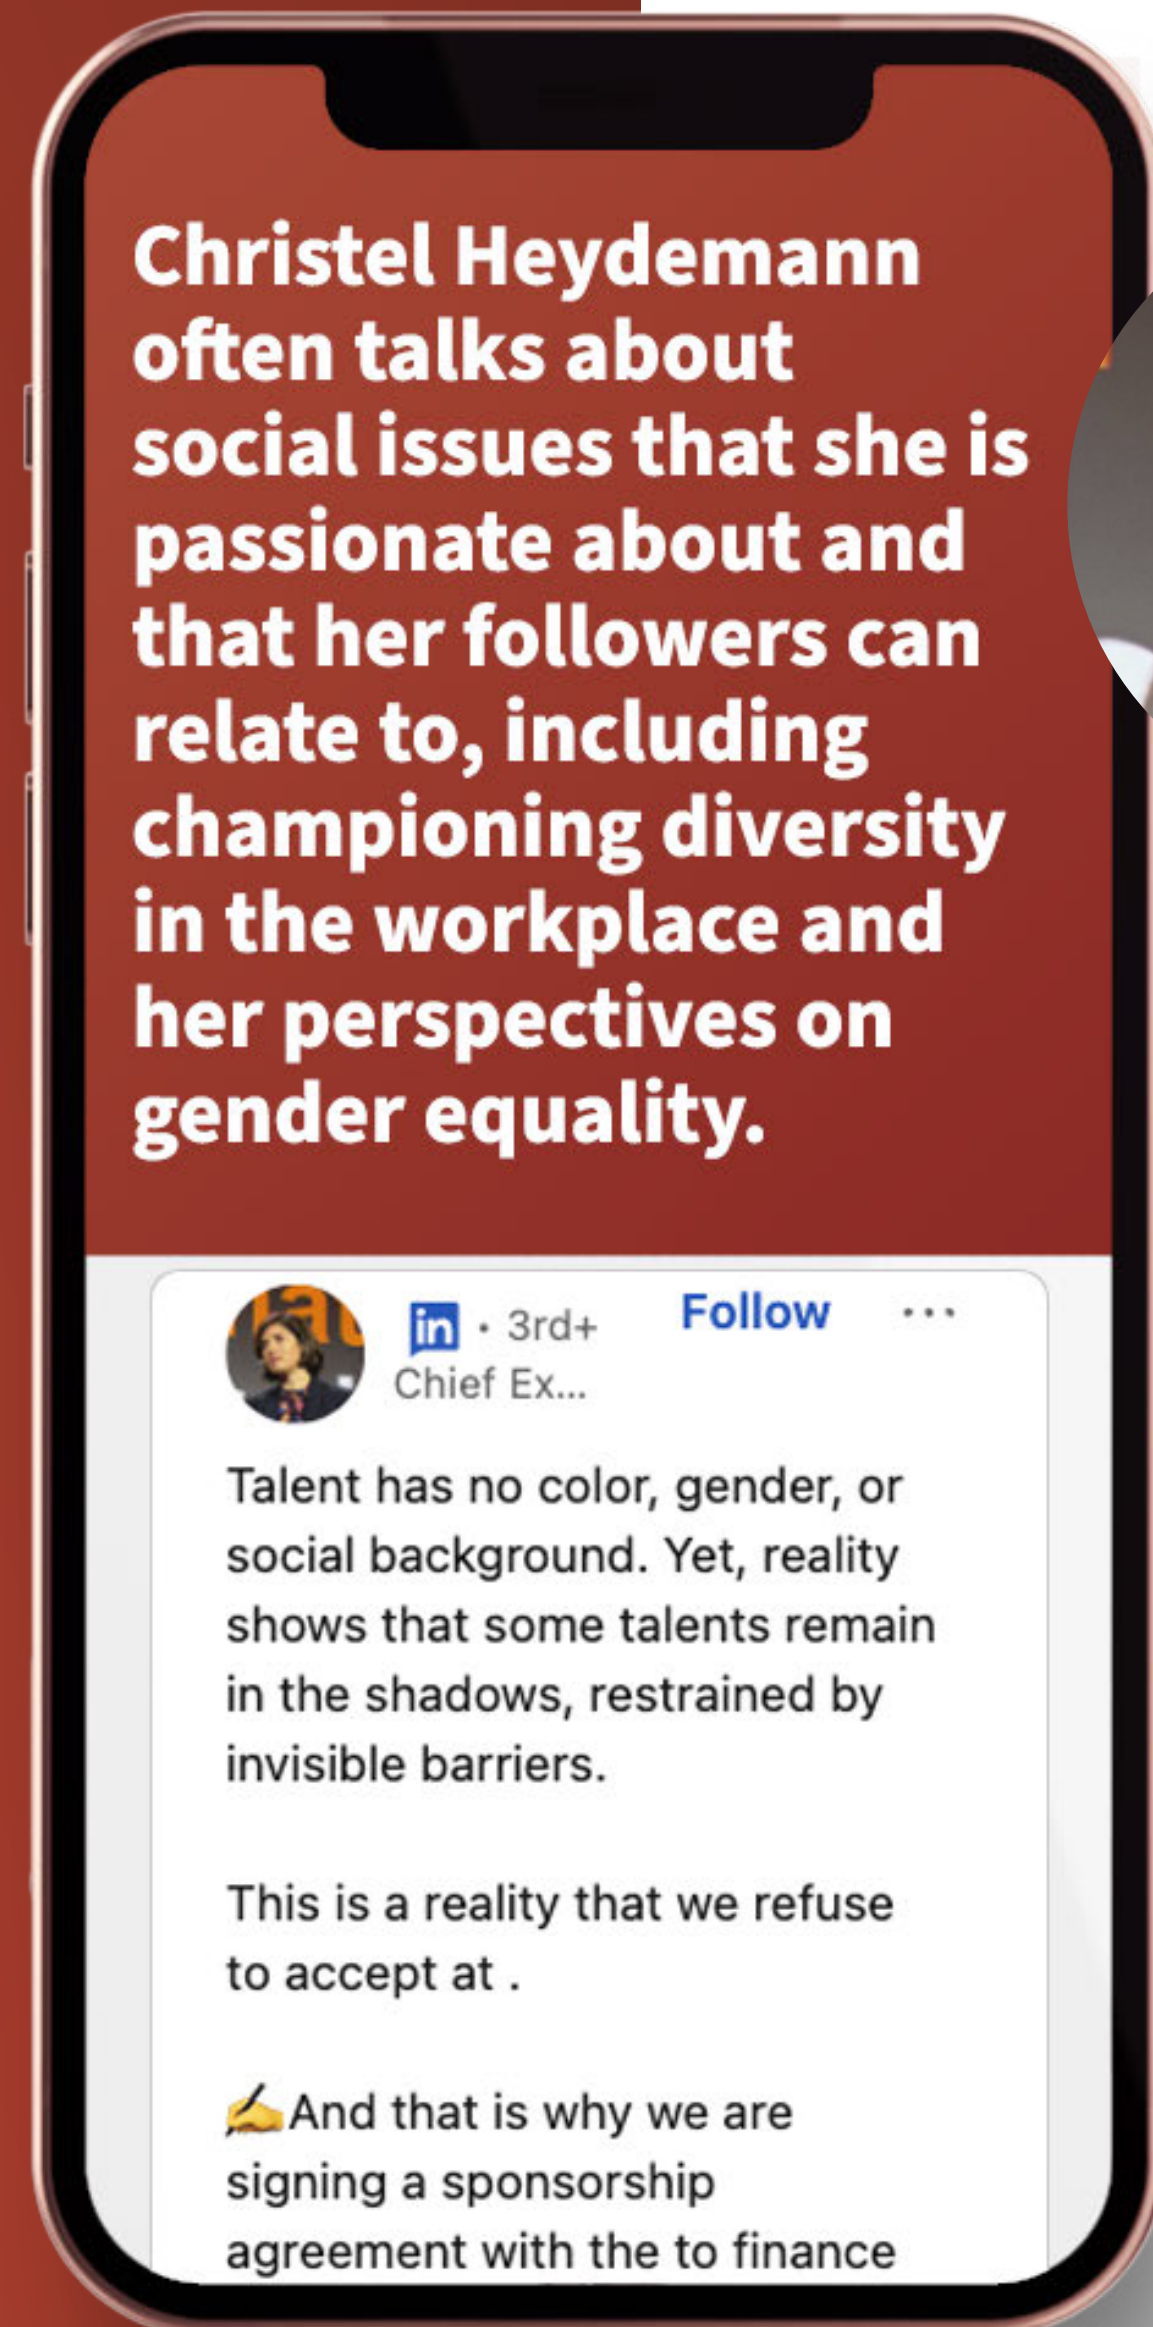 Christel Heydemann
often talks about
social issues that she is
passionate about and
that her followers can
relate to, including
championing diversity
in the workplace and
her perspectives on
gender equality.
in • 3rd+ Follow ...
Chief Ex...
Talent has no color, gender, or
social background. Yet, reality
shows that some talents remain
in the shadows, restrained by
invisible barriers.
This is a reality that we refuse
to accept at .
✍️And that is why we are
signing a sponsorship
agreement with the to finance